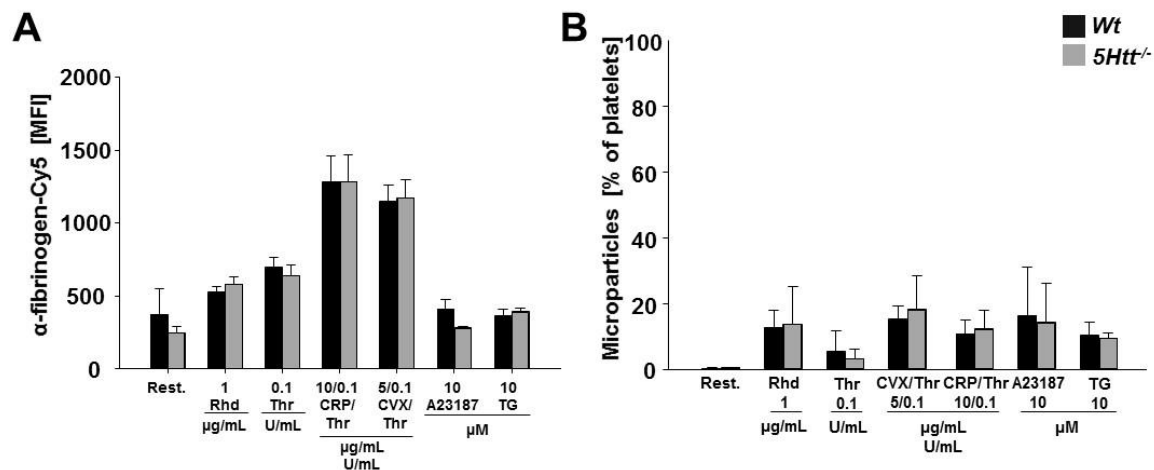 A
α-fibrinogen-Cy5 [MFI]
2000
1500
1000
500
0
Rest.
1
0.1
10/0.1
5/0.1
10
10
Rhd
Thr
CRP/
CVX/
A23187
TG
Thr
Thr
µg/mL
U/mL
µM
µg/mL
U/mL
B
Wt
5Htt-/-
Microparticles [% of platelets]
100
80
60
40
20
0
Rest.
Rhd
Thr
CVX/Thr
CRP/Thr
A23187
TG
1
0.1
5/0.1
10/0.1
10
10
µg/mL
U/mL
µg/mL
µM
U/mL